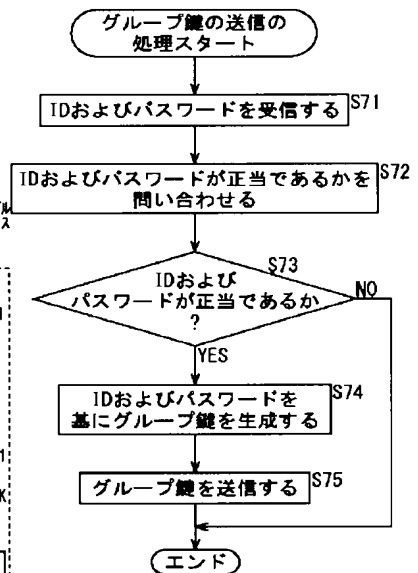 グループ鍵の送信の
処理スタート
IDおよびパスワードを受信する
S71
IDおよびパスワードが正当であるかを
問い合わせる
S72
ル
ス
IDおよび
パスワードが正当であるか
?
S73
NO
YES
IDおよびパスワードを
基にグループ鍵を生成する
S74
1
K
グループ鍵を送信する
S75
エンド